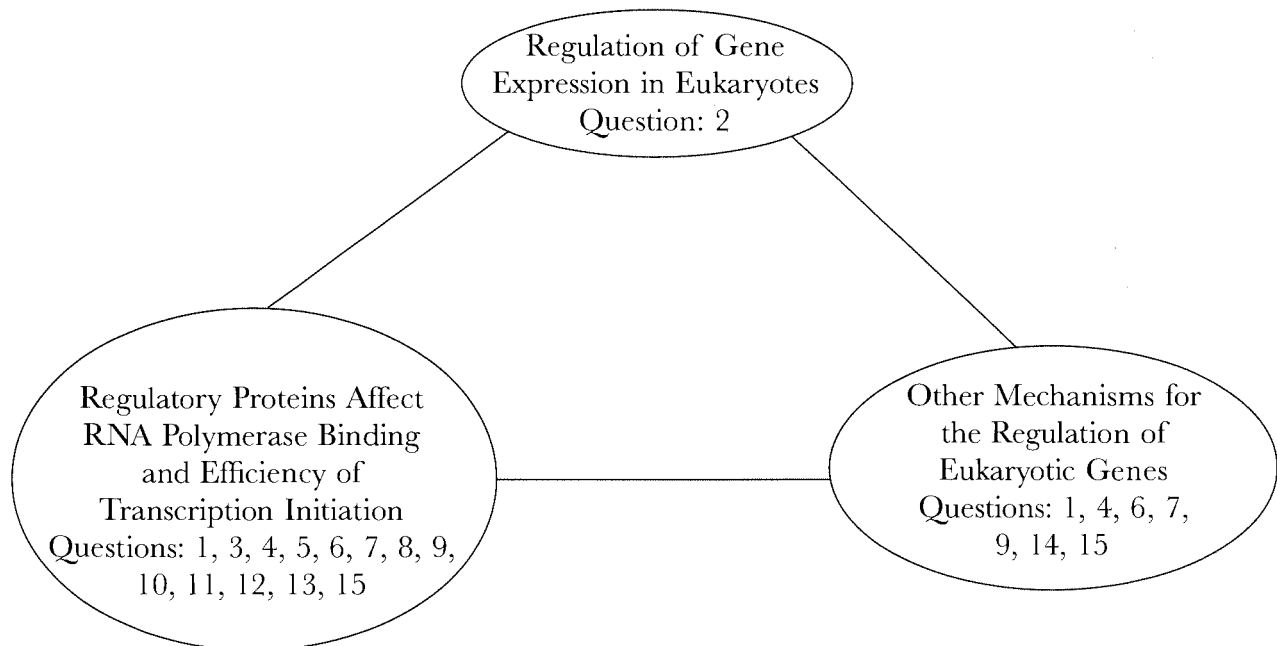 Regulation of Gene
Expression in Eukaryotes
Question: 2
Regulatory Proteins Affect
RNA Polymerase Binding
and Efficiency of
Transcription Initiation
Questions: 1, 3, 4, 5, 6, 7, 8, 9,
10, 11, 12, 13, 15
Other Mechanisms for
the Regulation of
Eukaryotic Genes
Questions: 1, 4, 6, 7,
9, 14, 15